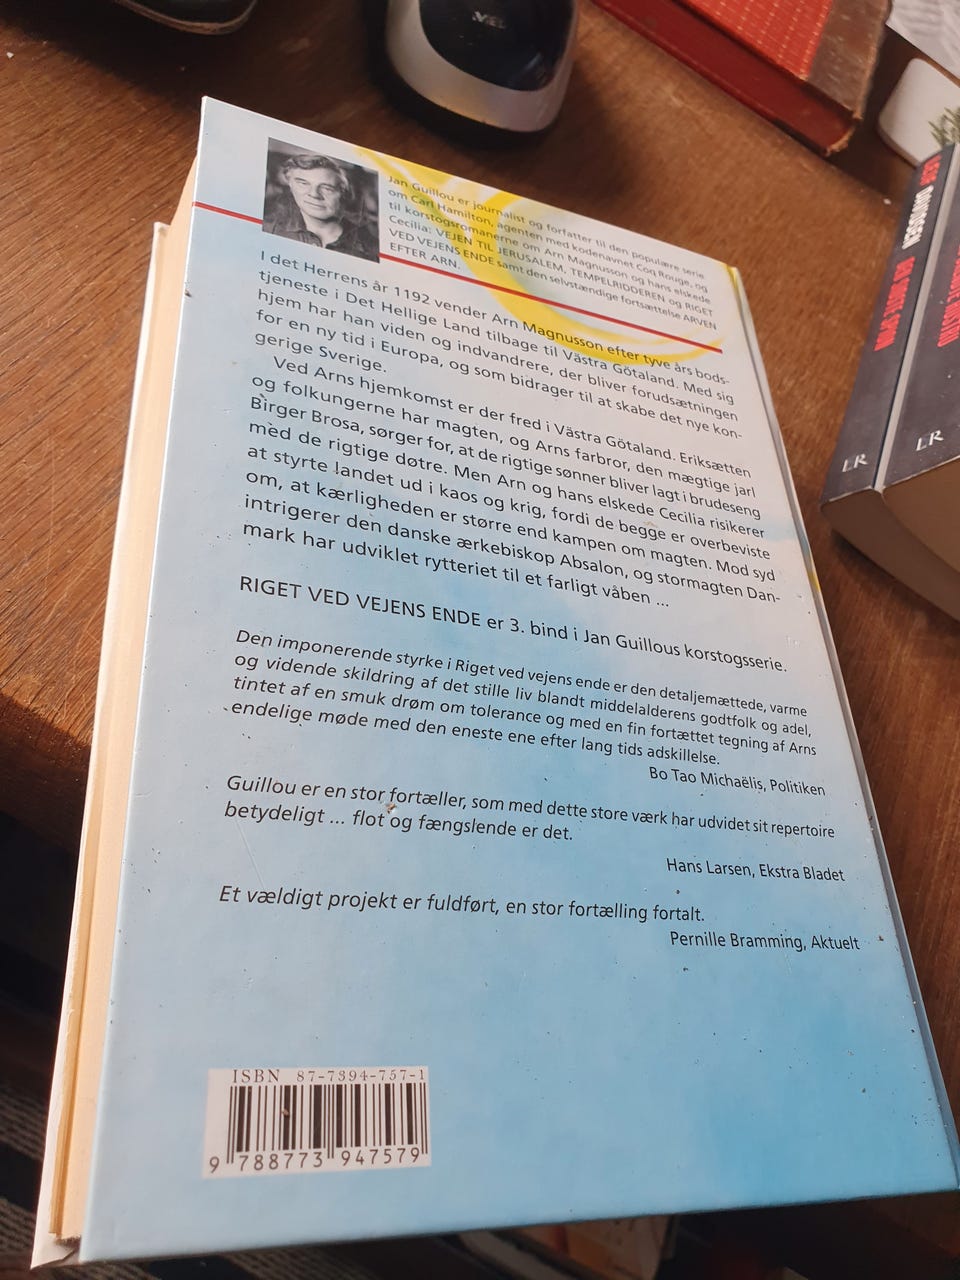 Jan Guillou er journalist og forfatter til den populære serie
om Carl Hamilton, agenten med kodenavnet Coq Rouge, og
til korstogsromanerne om Arn Magnusson og hans elskede
Cecilia: VEJEN TIL JERUSALEM, TEMPELRIDDEREN og RIGET
VED VEJENS ENDE samt den selvstændige fortsættelse ARVEN
EFTER ARN.
I det Herrens år 1192 vender Arn Magnusson efter tyve års bods-
tjeneste i Det Hellige Land tilbage til Västra Götaland. Med sig
hjem har han viden og indvandrere, der bliver forudsætningen
for en ny tid i Europa, og som bidrager til at skabe det nye kon-
gerige Sverige.
Ved Arns hjemkomst er der fred i Västra Götaland. Eriksætten
og folkungerne har magten, og Arns farbror, den mægtige jarl
Birger Brosa, sørger for, at de rigtige sønner bliver lagt i brudeseng
med de rigtige døtre. Men Arn og hans elskede Cecilia risikerer
at styrte landet ud i kaos og krig, fordi de begge er overbeviste
om, at kærligheden er større end kampen om magten. Mod syd
intrigerer den danske ærkebiskop Absalon, og stormagten Dan-
mark har udviklet rytteriet til et farligt våben ...
RIGET VED VEJENS ENDE er 3. bind i Jan Guillous korstogsserie.
Den imponerende styrke i Riget ved vejens ende er den detaljemættede, varme
og vidende skildring af det stille liv blandt middelalderens godtfolk og adel,
tintet af en smuk drøm om tolerance og med en fin fortættet tegning af Arns
endelige møde med den eneste ene efter lang tids adskillelse.
Bo Tao Michaëlis, Politiken
Guillou er en stor fortæller, som med dette store værk har udvidet sit repertoire
betydeligt ... flot og fængslende er det.
Hans Larsen, Ekstra Bladet
Et vældigt projekt er fuldført, en stor fortælling fortalt.
Pernille Bramming, Aktuelt
ISBN 87-7394-757-1
9 788773 947579
LR
LR